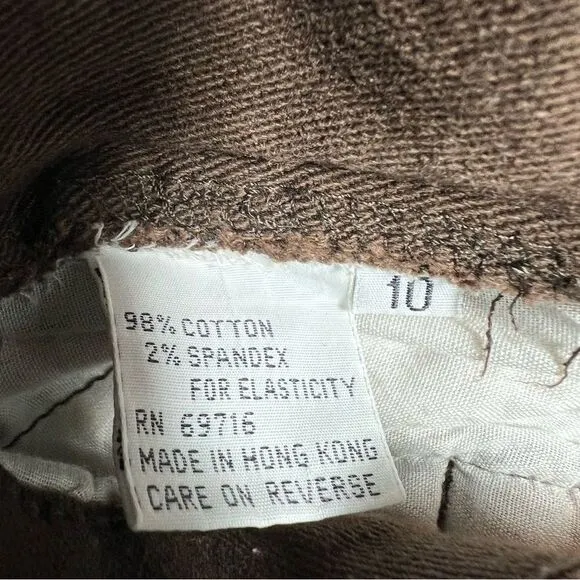 10
98% COTTON
2% SPANDEX
FOR ELASTICITY
RN 69716
MADE IN HONG KONG
CARE ON REVERSE